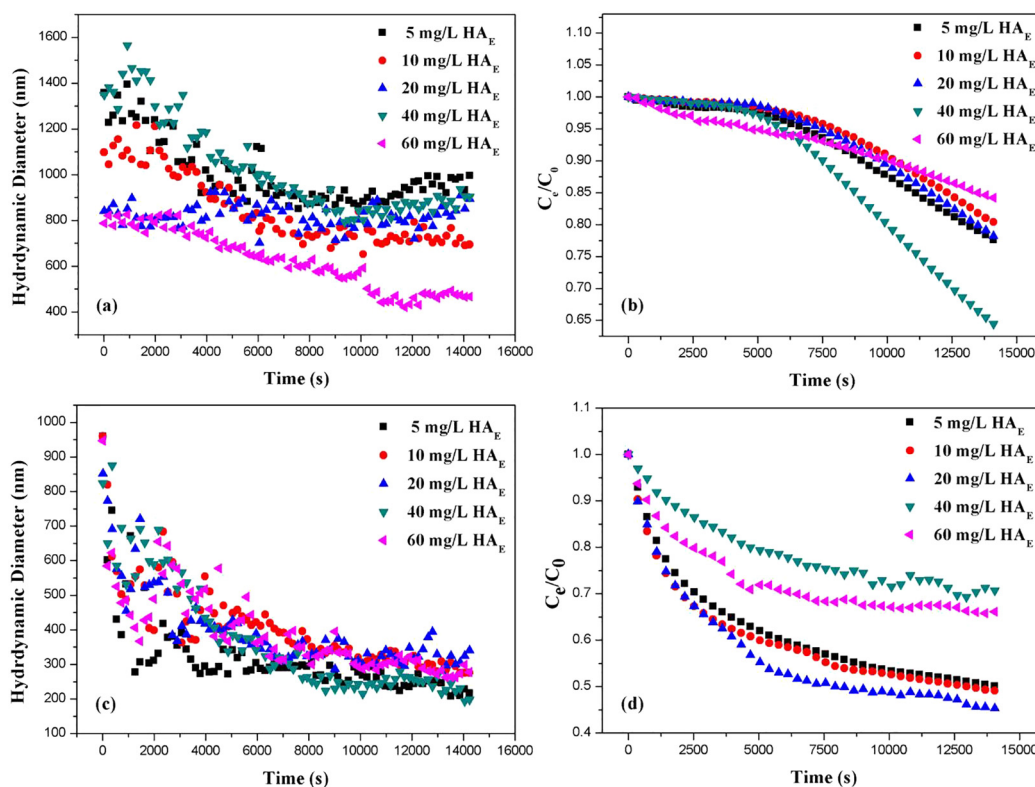 1600
1400
1200
1000
800
600
400
Hydrdynamic Diameter (nm)
5 mg/L HA_E
10 mg/L HA_E
20 mg/L HA_E
40 mg/L HA_E
60 mg/L HA_E
(a)
0 2000 4000 6000 8000 10000 12000 14000 16000
Time (s)
1.10
1.05
1.00
0.95
0.90
0.85
0.80
0.75
0.70
0.65
C_e/C_0
5 mg/L HA_E
10 mg/L HA_E
20 mg/L HA_E
40 mg/L HA_E
60 mg/L HA_E
(b)
0 2500 5000 7500 10000 12500 15000
Time (s)
1000
900
800
700
600
500
400
300
200
100
Hydrdynamic Diameter (nm)
5 mg/L HA_E
10 mg/L HA_E
20 mg/L HA_E
40 mg/L HA_E
60 mg/L HA_E
(c)
0 2000 4000 6000 8000 10000 12000 14000 16000
Time (s)
1.1
1.0
0.9
0.8
0.7
0.6
0.5
0.4
C_e/C_0
5 mg/L HA_E
10 mg/L HA_E
20 mg/L HA_E
40 mg/L HA_E
60 mg/L HA_E
(d)
0 2500 5000 7500 10000 12500 15000
Time (s)